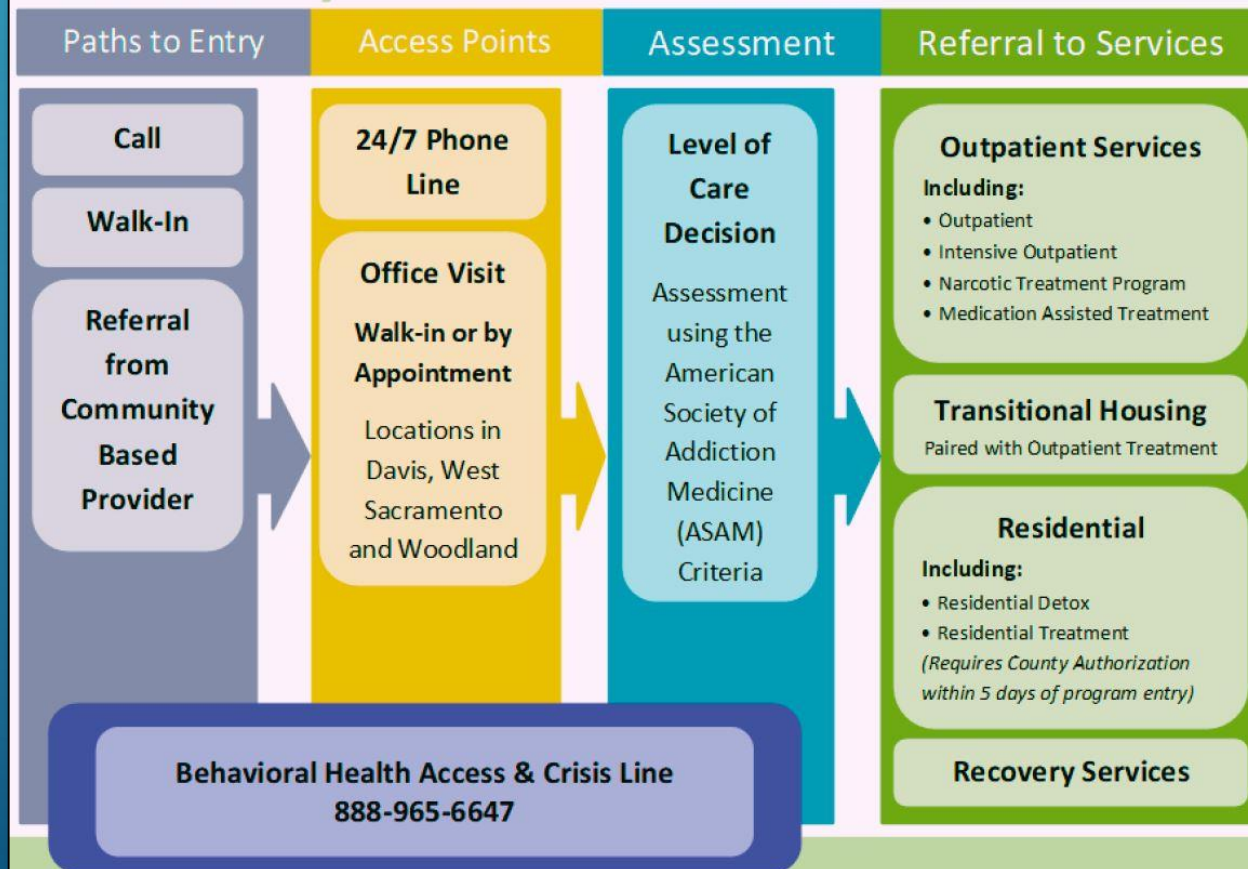 Paths to Entry
Access Points
Assessment
Referral to Services
Call
Walk-In
Referral
from
Community
Based
Provider
24/7 Phone
Line
Office Visit
Walk-in or by
Appointment
Locations in
Davis, West
Sacramento
and Woodland
Level of
Care
Decision
Assessment
using the
American
Society of
Addiction
Medicine
(ASAM)
Criteria
Outpatient Services
Including:
• Outpatient
• Intensive Outpatient
• Narcotic Treatment Program
• Medication Assisted Treatment
Transitional Housing
Paired with Outpatient Treatment
Residential
Including:
• Residential Detox
• Residential Treatment
(Requires County Authorization
within 5 days of program entry)
Recovery Services
Behavioral Health Access & Crisis Line
888-965-6647